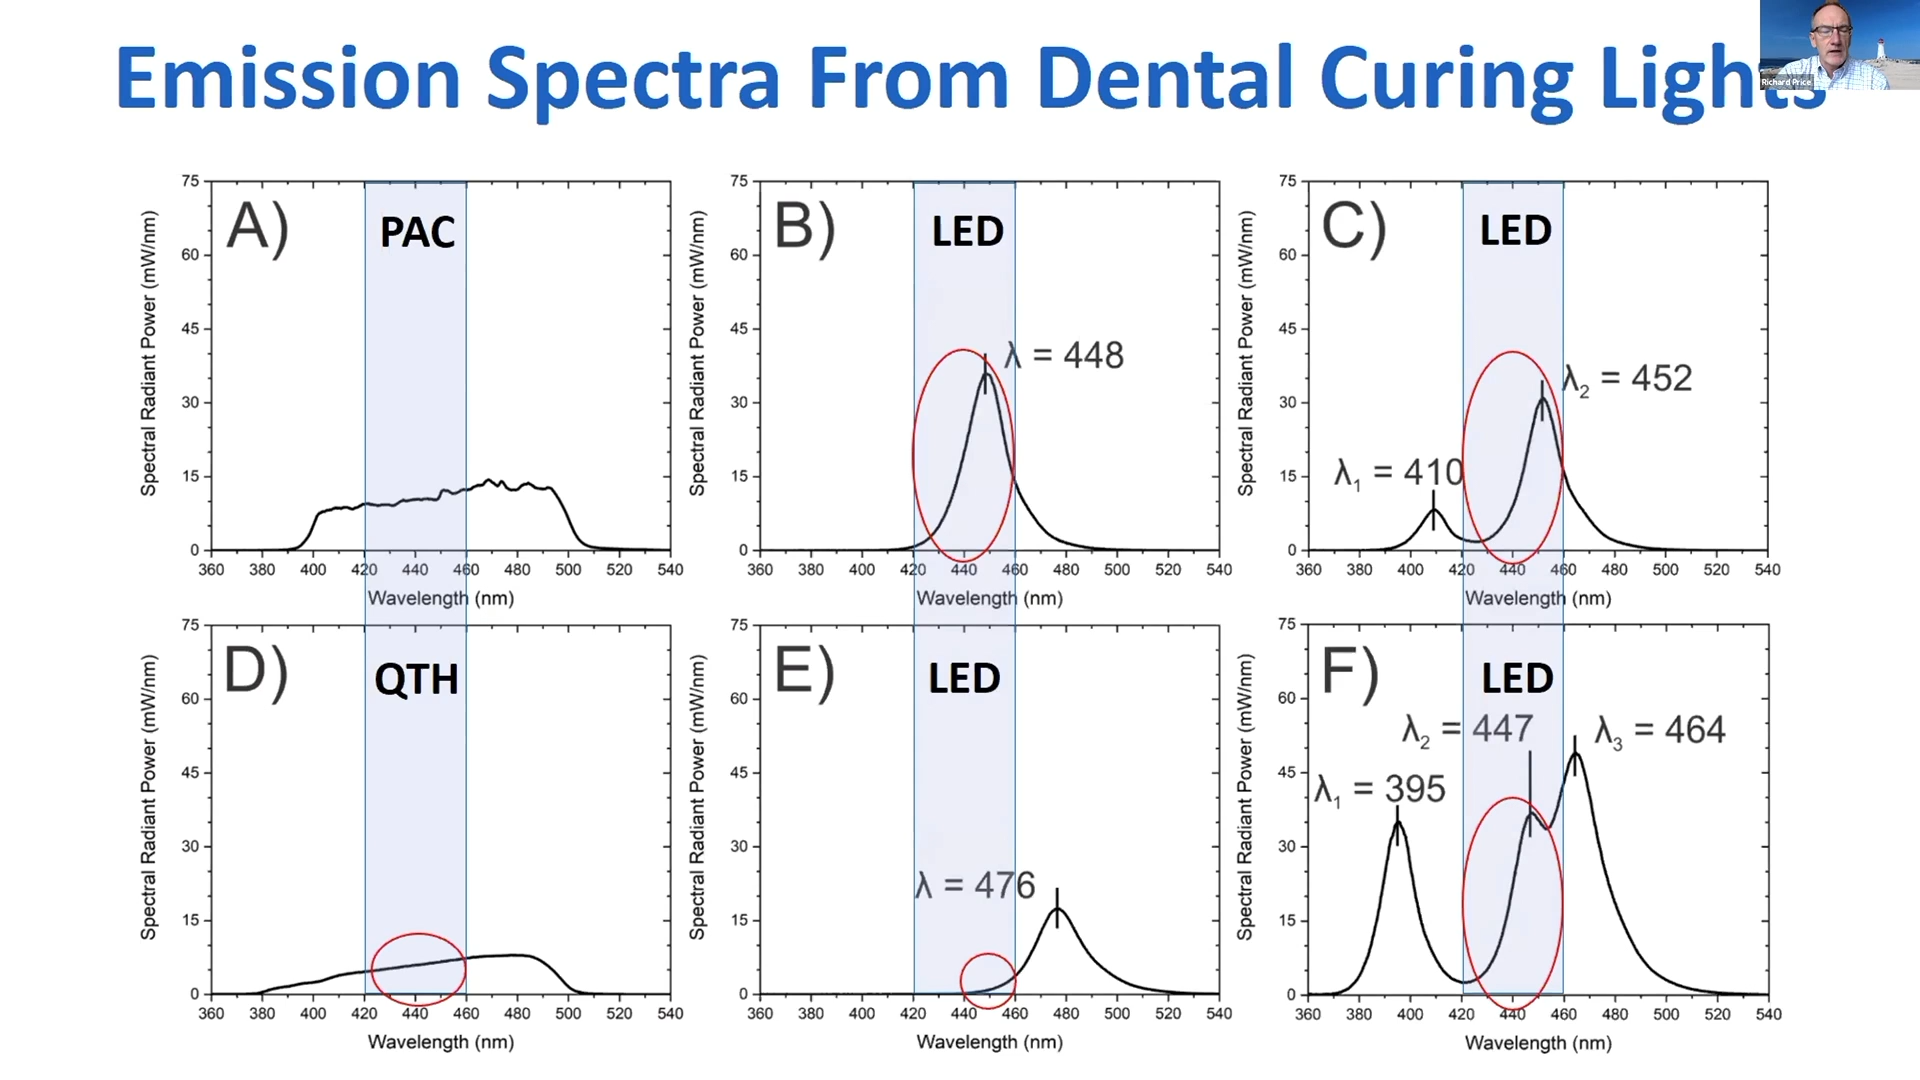 Emission Spectra From Dental Curing Lights
Richard Price
A)
PAC
Spectral Radiant Power (mW/nm)
75
60
45
30
15
0
360 380 400 420 440 460 480 500 520 540
Wavelength (nm)
B)
LED
λ = 448
Spectral Radiant Power (mW/nm)
75
60
45
30
15
0
360 380 400 420 440 460 480 500 520 540
Wavelength (nm)
C)
LED
λ₂ = 452
λ₁ = 410
Spectral Radiant Power (mW/nm)
75
60
45
30
15
0
360 380 400 420 440 460 480 500 520 540
Wavelength (nm)
D)
QTH
Spectral Radiant Power (mW/nm)
75
60
45
30
15
0
360 380 400 420 440 460 480 500 520 540
Wavelength (nm)
E)
LED
λ = 476
Spectral Radiant Power (mW/nm)
75
60
45
30
15
0
360 380 400 420 440 460 480 500 520 540
Wavelength (nm)
F)
LED
λ₂ = 447
λ₃ = 464
λ₁ = 395
Spectral Radiant Power (mW/nm)
75
60
45
30
15
0
360 380 400 420 440 460 480 500 520 540
Wavelength (nm)